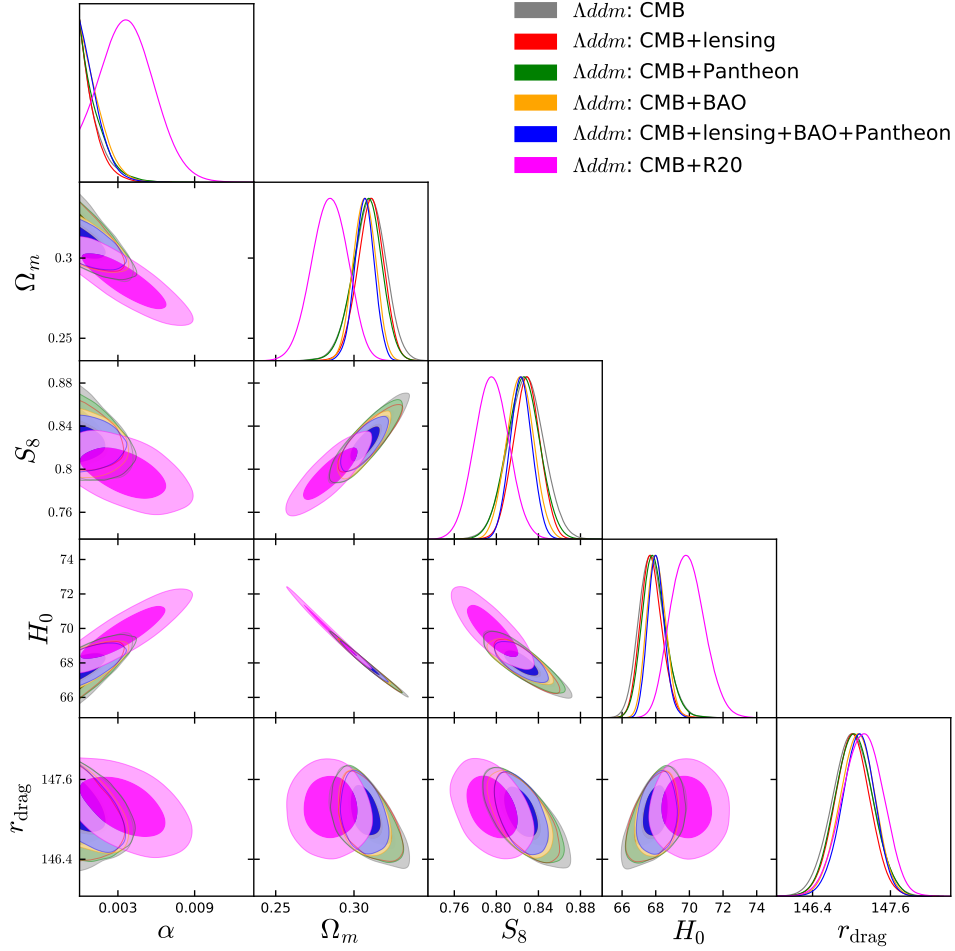 Λddm: CMB
Λddm: CMB+lensing
Λddm: CMB+Pantheon
Λddm: CMB+BAO
Λddm: CMB+lensing+BAO+Pantheon
Λddm: CMB+R20
Ωm
0.3
0.25
S8
0.88
0.84
0.8
0.76
H0
74
72
70
68
66
rdrag
147.6
146.4
0.003 0.009
0.25 0.30
0.76 0.80 0.84 0.88
66 68 70 72 74
146.4 147.6
α
Ωm
S8
H0
rdrag